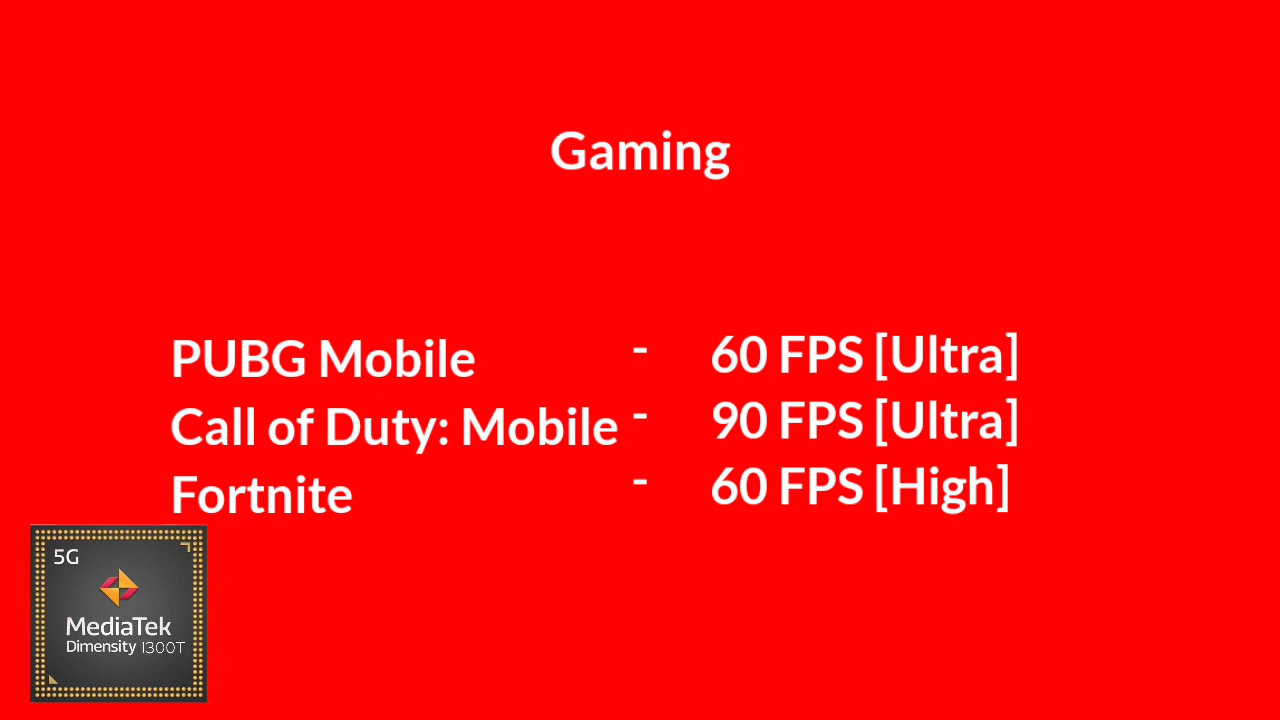 Gaming
PUBG Mobile - 60 FPS [Ultra]
Call of Duty: Mobile - 90 FPS [Ultra]
Fortnite - 60 FPS [High]
5G
MediaTek
Dimensity 1300T